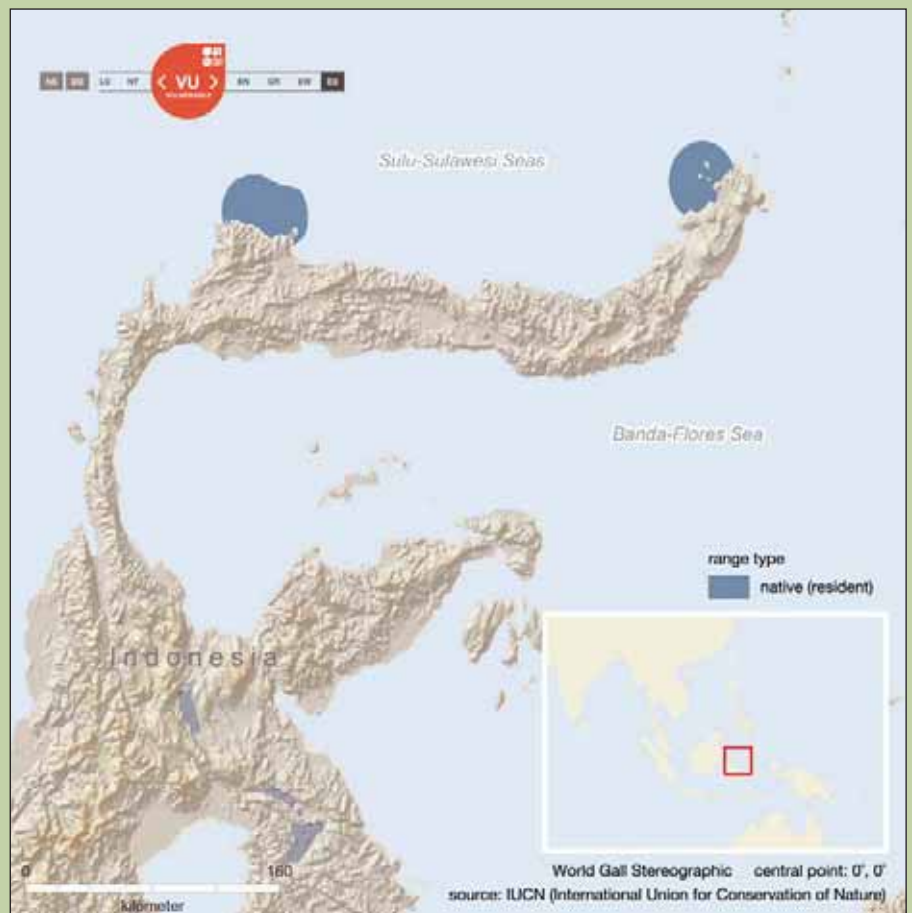 VU
Sulu-Sulawesi Seas
Banda-Flores Sea
range type
native (resident)
Indonesia
0 160
kilometer
World Gall Stereographic central point: 0°, 0°
source: IUCN (International Union for Conservation of Nature)